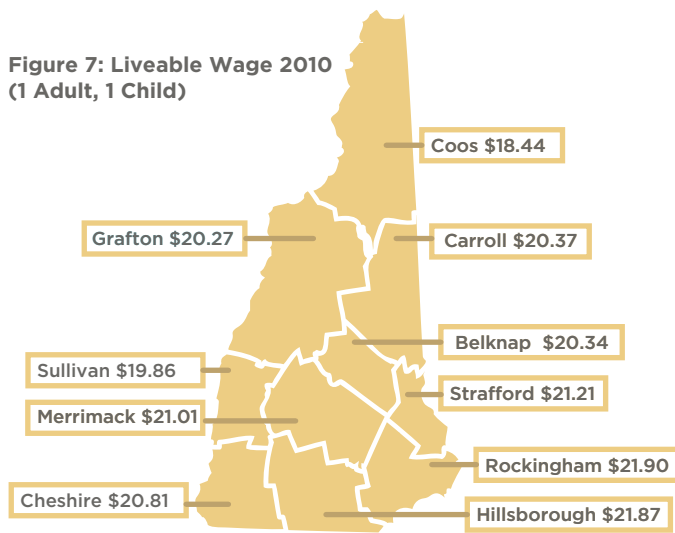 Figure 7: Liveable Wage 2010
(1 Adult, 1 Child)
Coos $18.44
Grafton $20.27
Carroll $20.37
Belknap $20.34
Sullivan $19.86
Strafford $21.21
Merrimack $21.01
Rockingham $21.90
Cheshire $20.81
Hillsborough $21.87